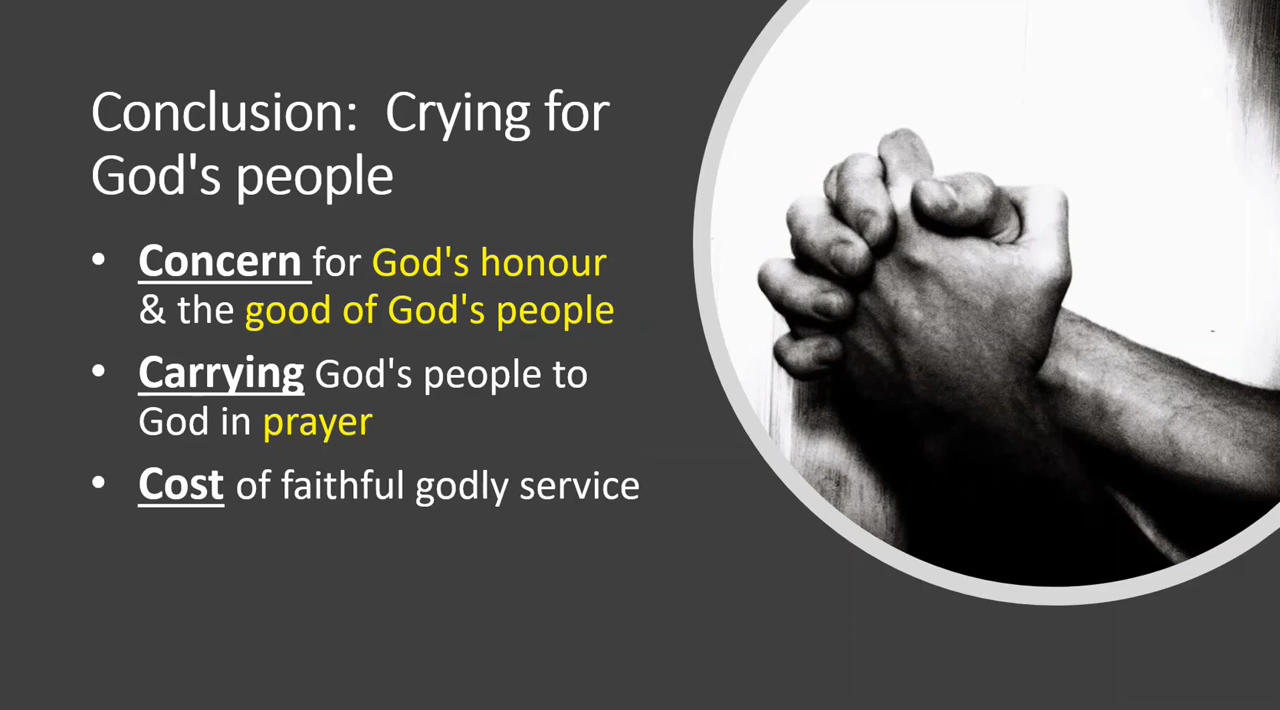 Conclusion:  Crying for
God's people
• Concern for God's honour
& the good of God's people
• Carrying God's people to
God in prayer
• Cost of faithful godly service